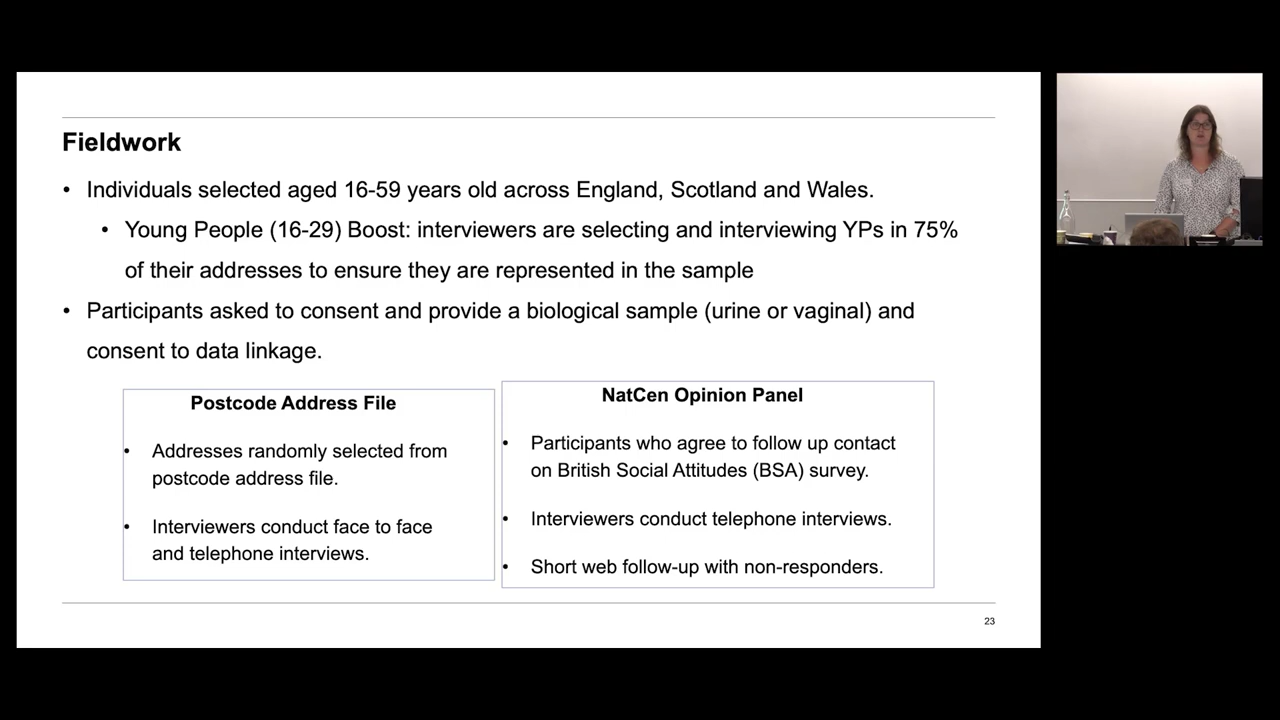 Fieldwork
• Individuals selected aged 16-59 years old across England, Scotland and Wales.
• Young People (16-29) Boost: interviewers are selecting and interviewing YPs in 75%
of their addresses to ensure they are represented in the sample
• Participants asked to consent and provide a biological sample (urine or vaginal) and
consent to data linkage.
Postcode Address File
• Addresses randomly selected from
postcode address file.
• Interviewers conduct face to face
and telephone interviews.
NatCen Opinion Panel
• Participants who agree to follow up contact
on British Social Attitudes (BSA) survey.
• Interviewers conduct telephone interviews.
• Short web follow-up with non-responders.
23